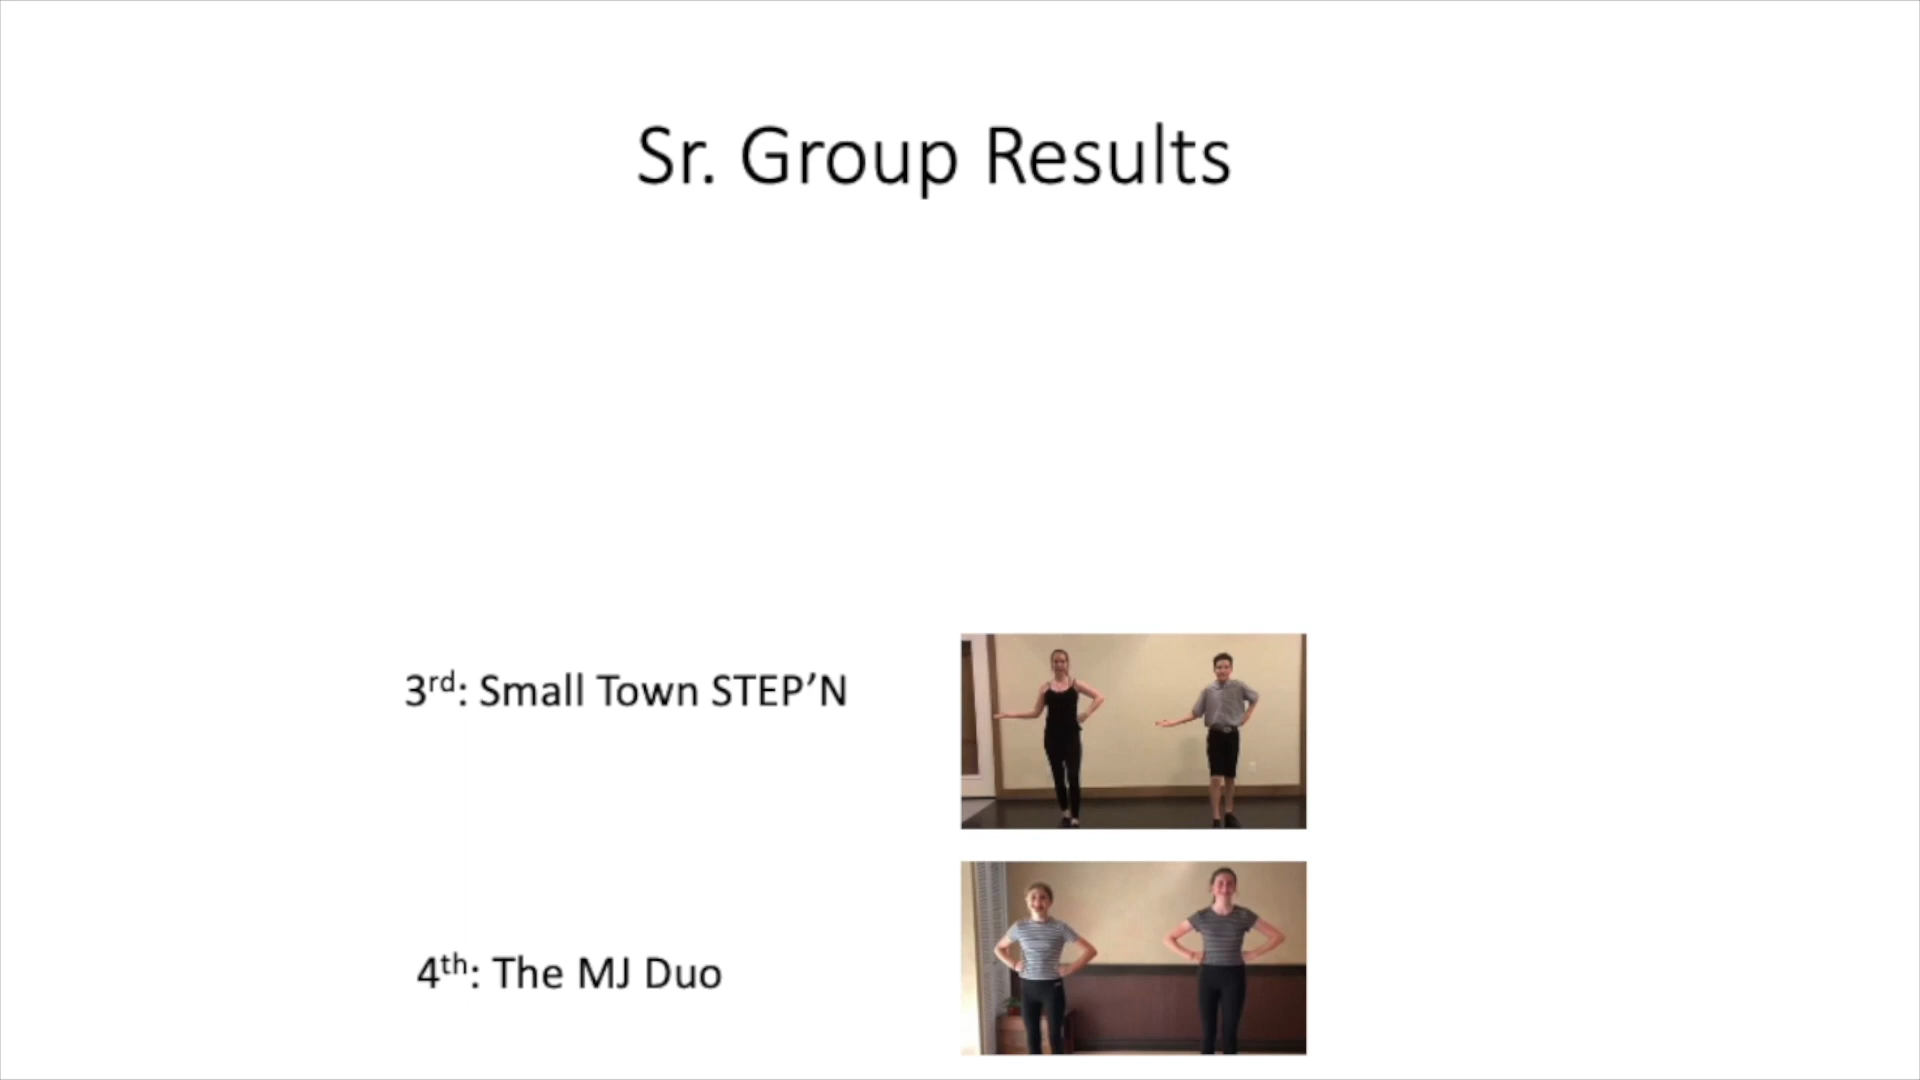 Sr. Group Results
3rd: Small Town STEP’N
4th: The MJ Duo